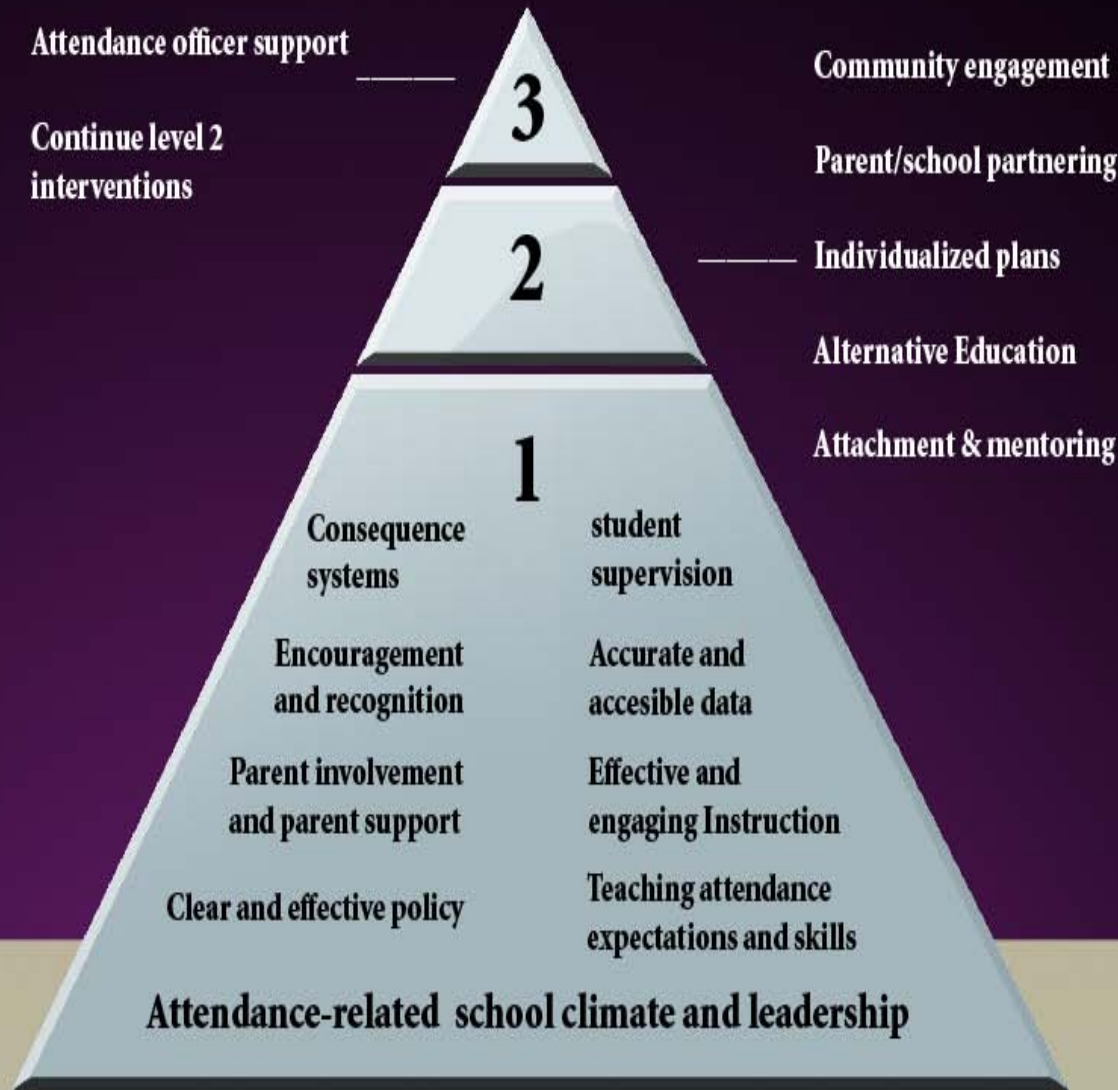 Attendance officer support
Continue level 2
interventions
3
Community engagement
Parent/school partnering
2
Individualized plans
Alternative Education
Attachment & mentoring
1
Consequence
systems
student
supervision
Encouragement
and recognition
Accurate and
accesible data
Parent involvement
and parent support
Effective and
engaging Instruction
Clear and effective policy
Teaching attendance
expectations and skills
Attendance-related school climate and leadership